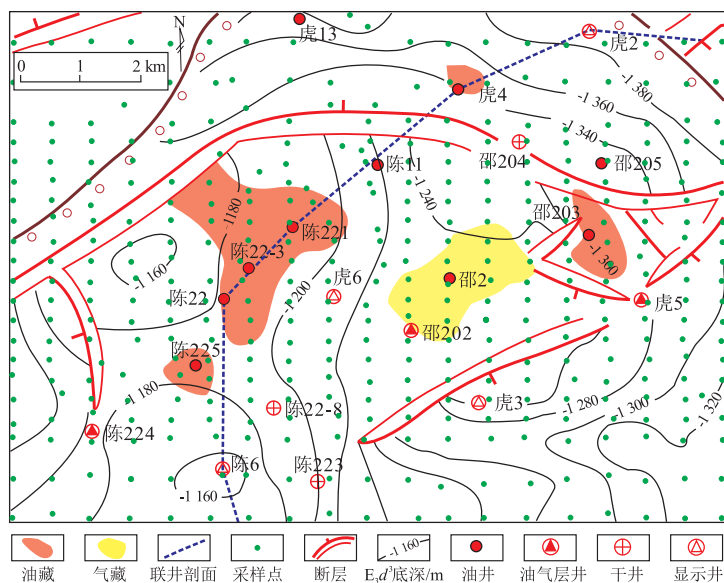 N
虎13
虎2
0 1 2 km
虎4
-1 380
-1 360
-1 340
陈11
邵204
邵205
-1 240
-1180
邵203
陈221
-1 300
-1 160
陈22-3
虎6
邵2
陈22
-1 200
虎5
邵202
陈225
-1 180
虎3
-1 280
-1 300
-1 320
陈22-8
陈224
陈6
-1 160
陈223
-1 160
油藏
气藏
联井剖面
采样点
断层
E₃d³底深/m
油井
油气层井
干井
显示井